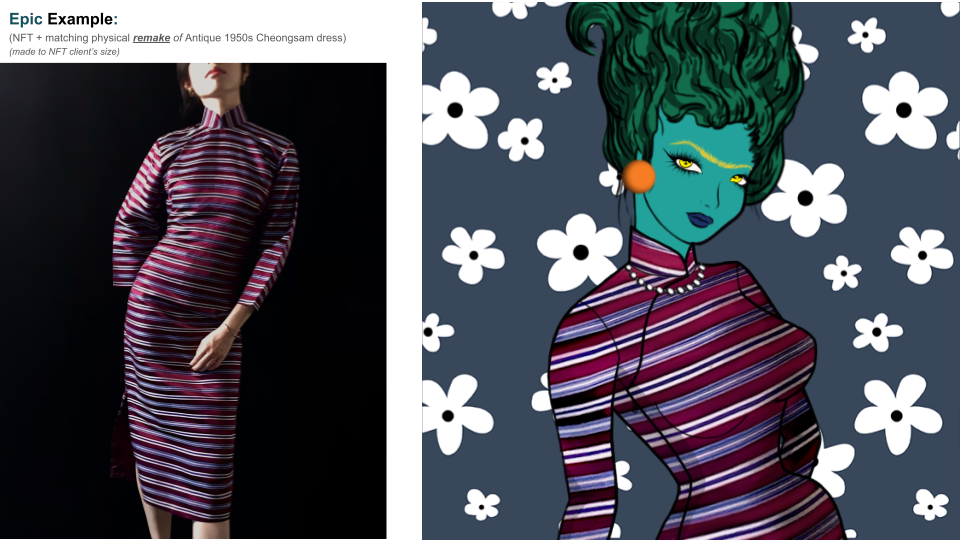 Epic Example:
(NFT + matching physical remake of Antique 1950s Cheongsam dress)
(made to NFT client's size)